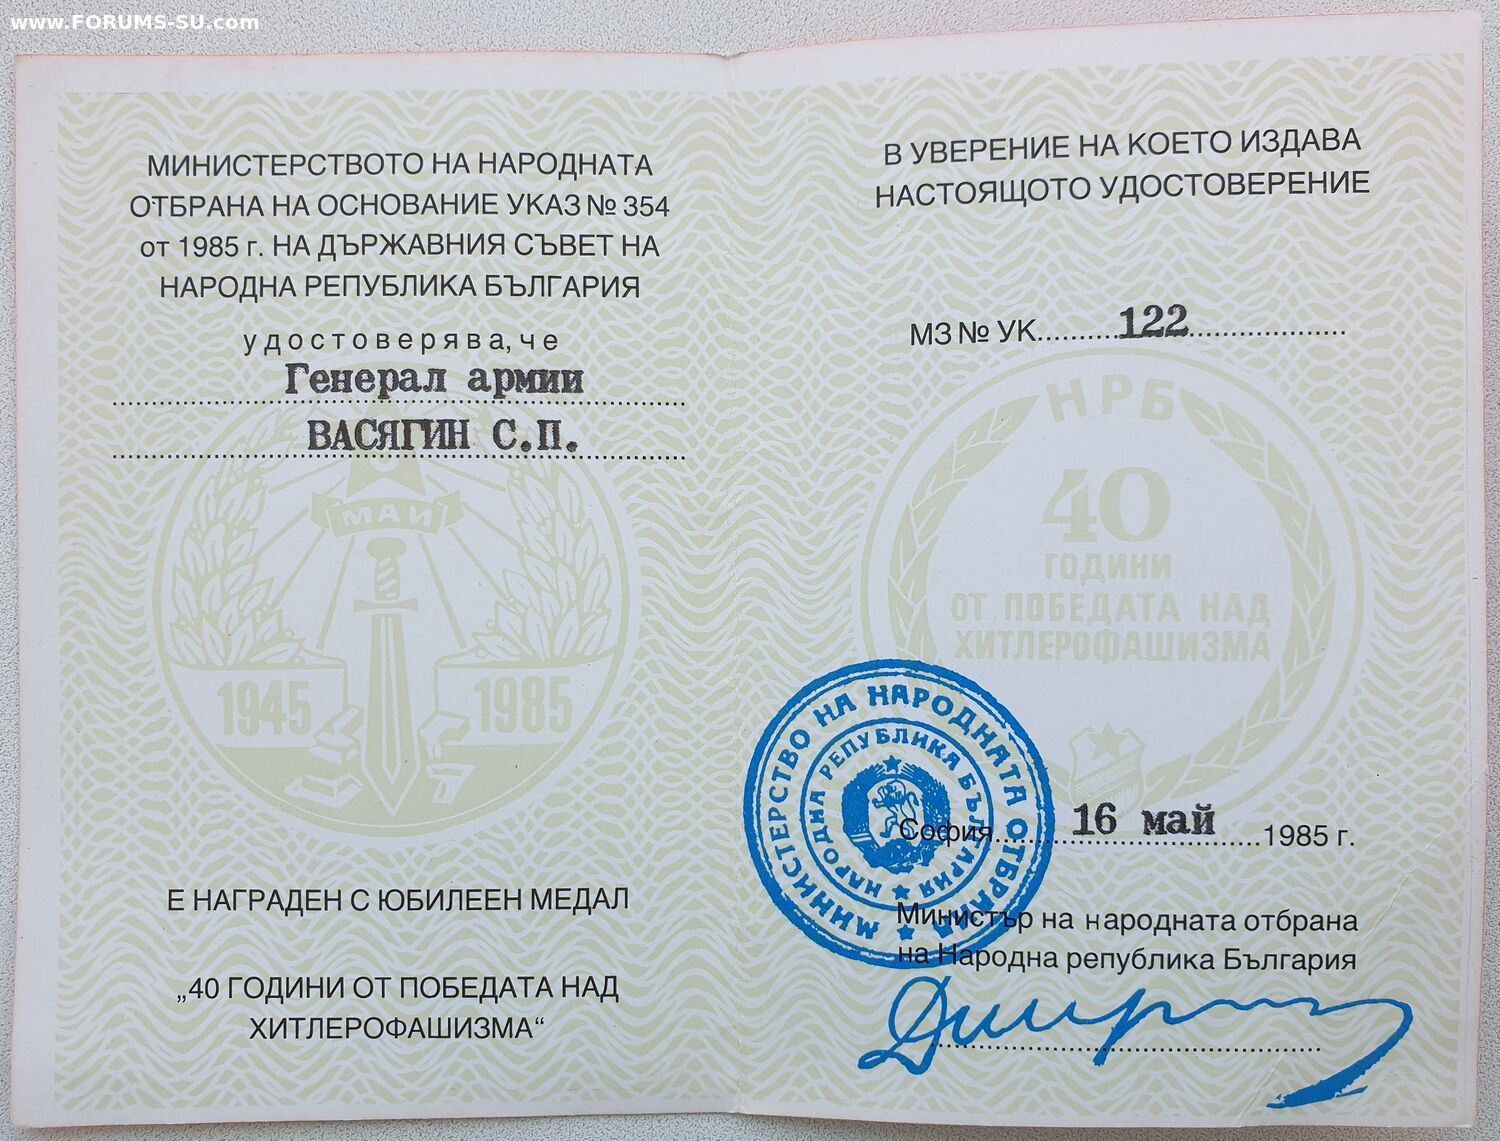 www.FORUMS-SU.com
МИНИСТЕРСТВОТО НА НАРОДНАТА
ОТБРАНА НА ОСНОВАНИЕ УКАЗ № 354
от 1985 г. НА ДЪРЖАВНИЯ СЪВЕТ НА
НАРОДНА РЕПУБЛИКА БЪЛГАРИЯ
удостоверява, че
Генерал армии
ВАСЯГИН С.П.
МАЙ
1945 1985
Е НАГРАДЕН С ЮБИЛЕЕН МЕДАЛ
„40 ГОДИНИ ОТ ПОБЕДАТА НАД
ХИТЛЕРОФАШИЗМА“
В УВЕРЕНИЕ НА КОЕТО ИЗДАВА
НАСТОЯЩОТО УДОСТОВЕРЕНИЕ
МЗ № УК.........122...................
НРБ
40
ГОДИНИ
ОТ ПОБЕДАТА НАД
ХИТЛЕРОФАШИЗМА
МИНИСТЕРСТВО НА НАРОДНАТА ОТБРАНА
НАРОДНА РЕПУБЛИКА БЪЛГАРИЯ
София.......16 май......1985 г.
Министър на народната отбрана
на Народна република България